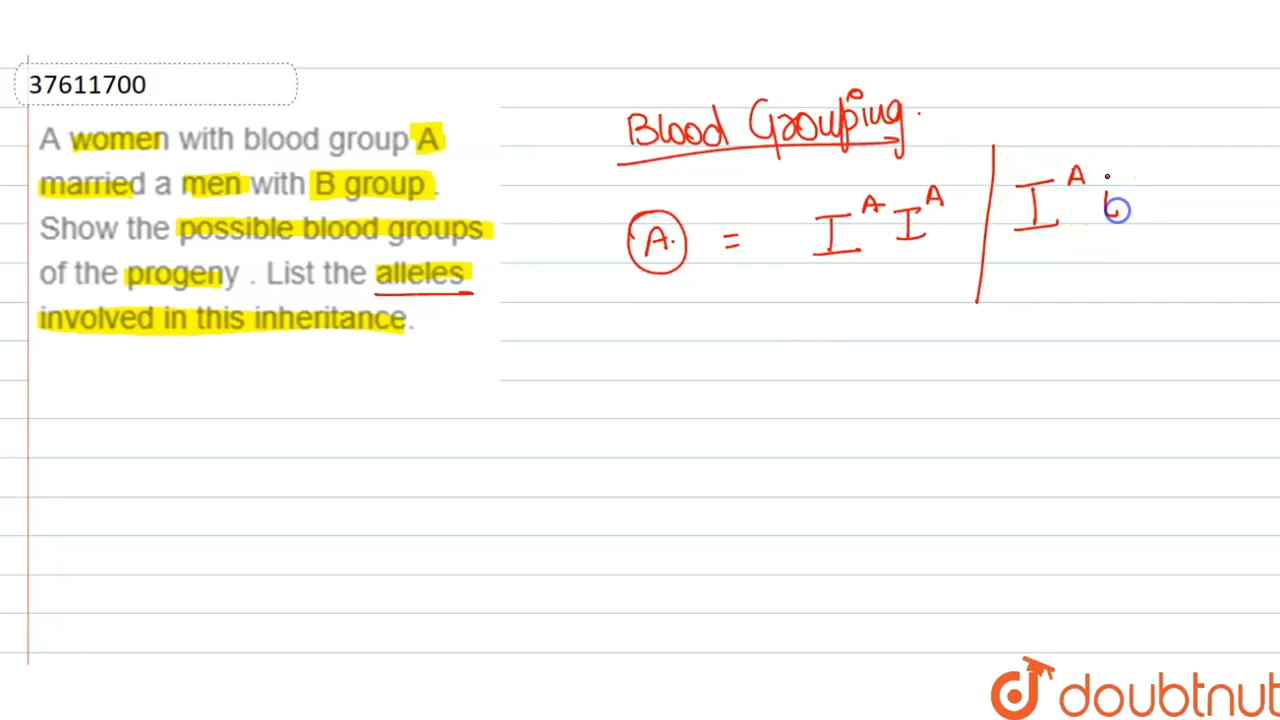 37611700
A women with blood group A
married a men with B group .
Show the possible blood groups
of the progeny . List the alleles
involved in this inheritance.
Blood Grouping.
A. = I^A I^A | I^A i
doubtnut